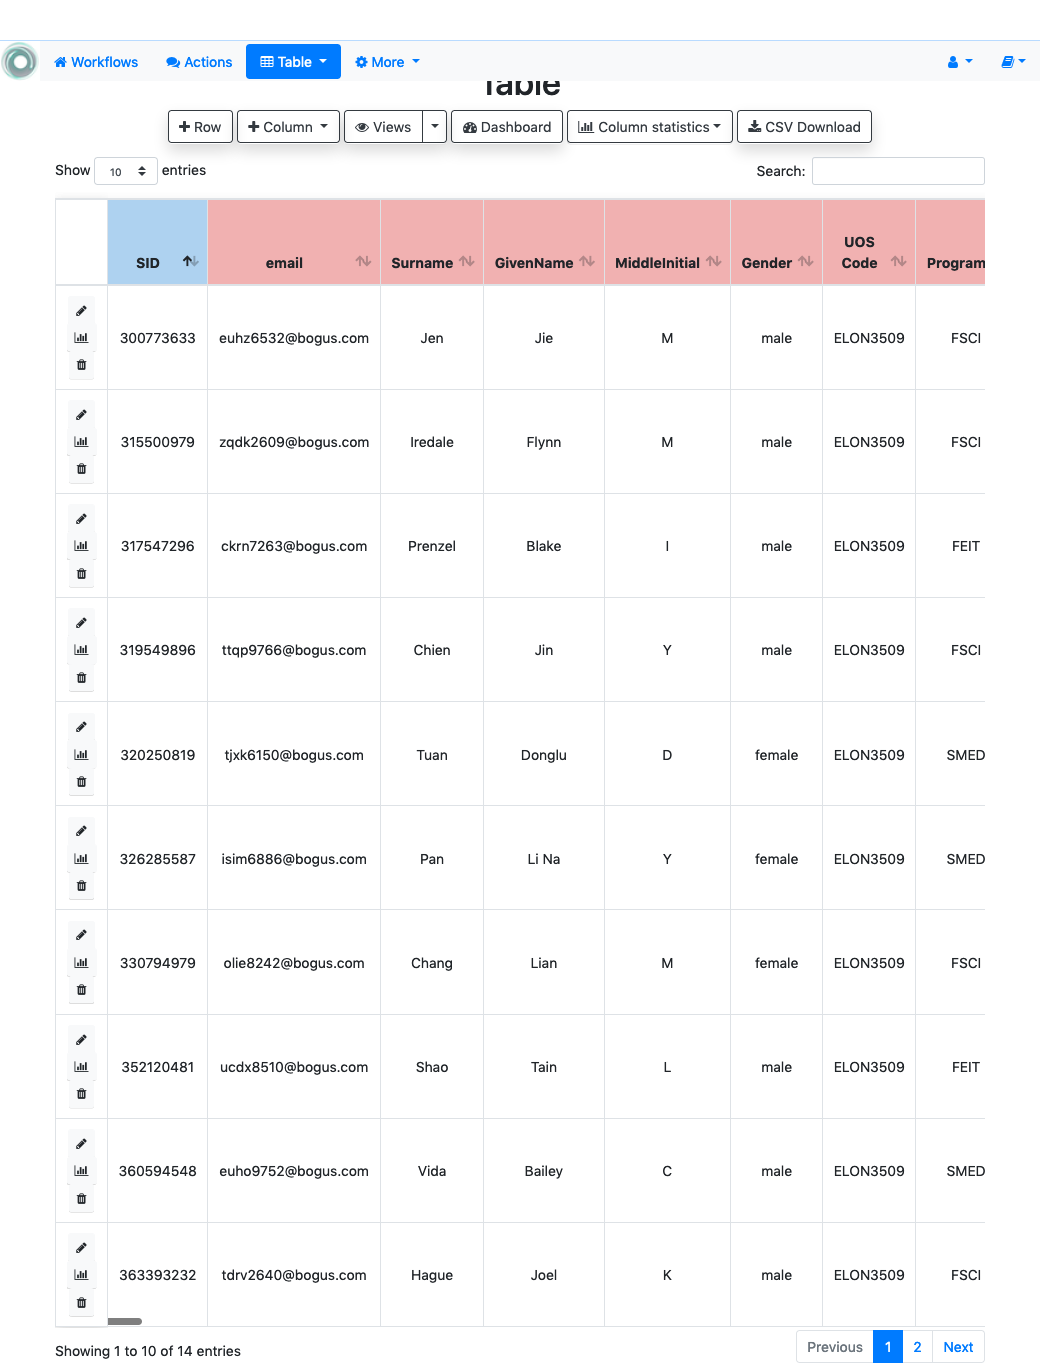 Workflows Actions Table More
Table
Row Column Views Dashboard Column statistics CSV Download
Show 10 entries Search:
SID email Surname GivenName MiddleInitial Gender UOS Code Program
300773633 euhz6532@bogus.com Jen Jie M male ELON3509 FSCI
315500979 zqdk2609@bogus.com Iredale Flynn M male ELON3509 FSCI
317547296 ckrn7263@bogus.com Prenzel Blake I male ELON3509 FEIT
319549896 ttqp9766@bogus.com Chien Jin Y male ELON3509 FSCI
320250819 tjxk6150@bogus.com Tuan Donglu D female ELON3509 SMED
326285587 isim6886@bogus.com Pan Li Na Y female ELON3509 SMED
330794979 olie8242@bogus.com Chang Lian M female ELON3509 FSCI
352120481 ucdx8510@bogus.com Shao Tain L male ELON3509 FEIT
360594548 euho9752@bogus.com Vida Bailey C male ELON3509 SMED
363393232 tdrv2640@bogus.com Hague Joel K male ELON3509 FSCI
Showing 1 to 10 of 14 entries Previous 1 2 Next